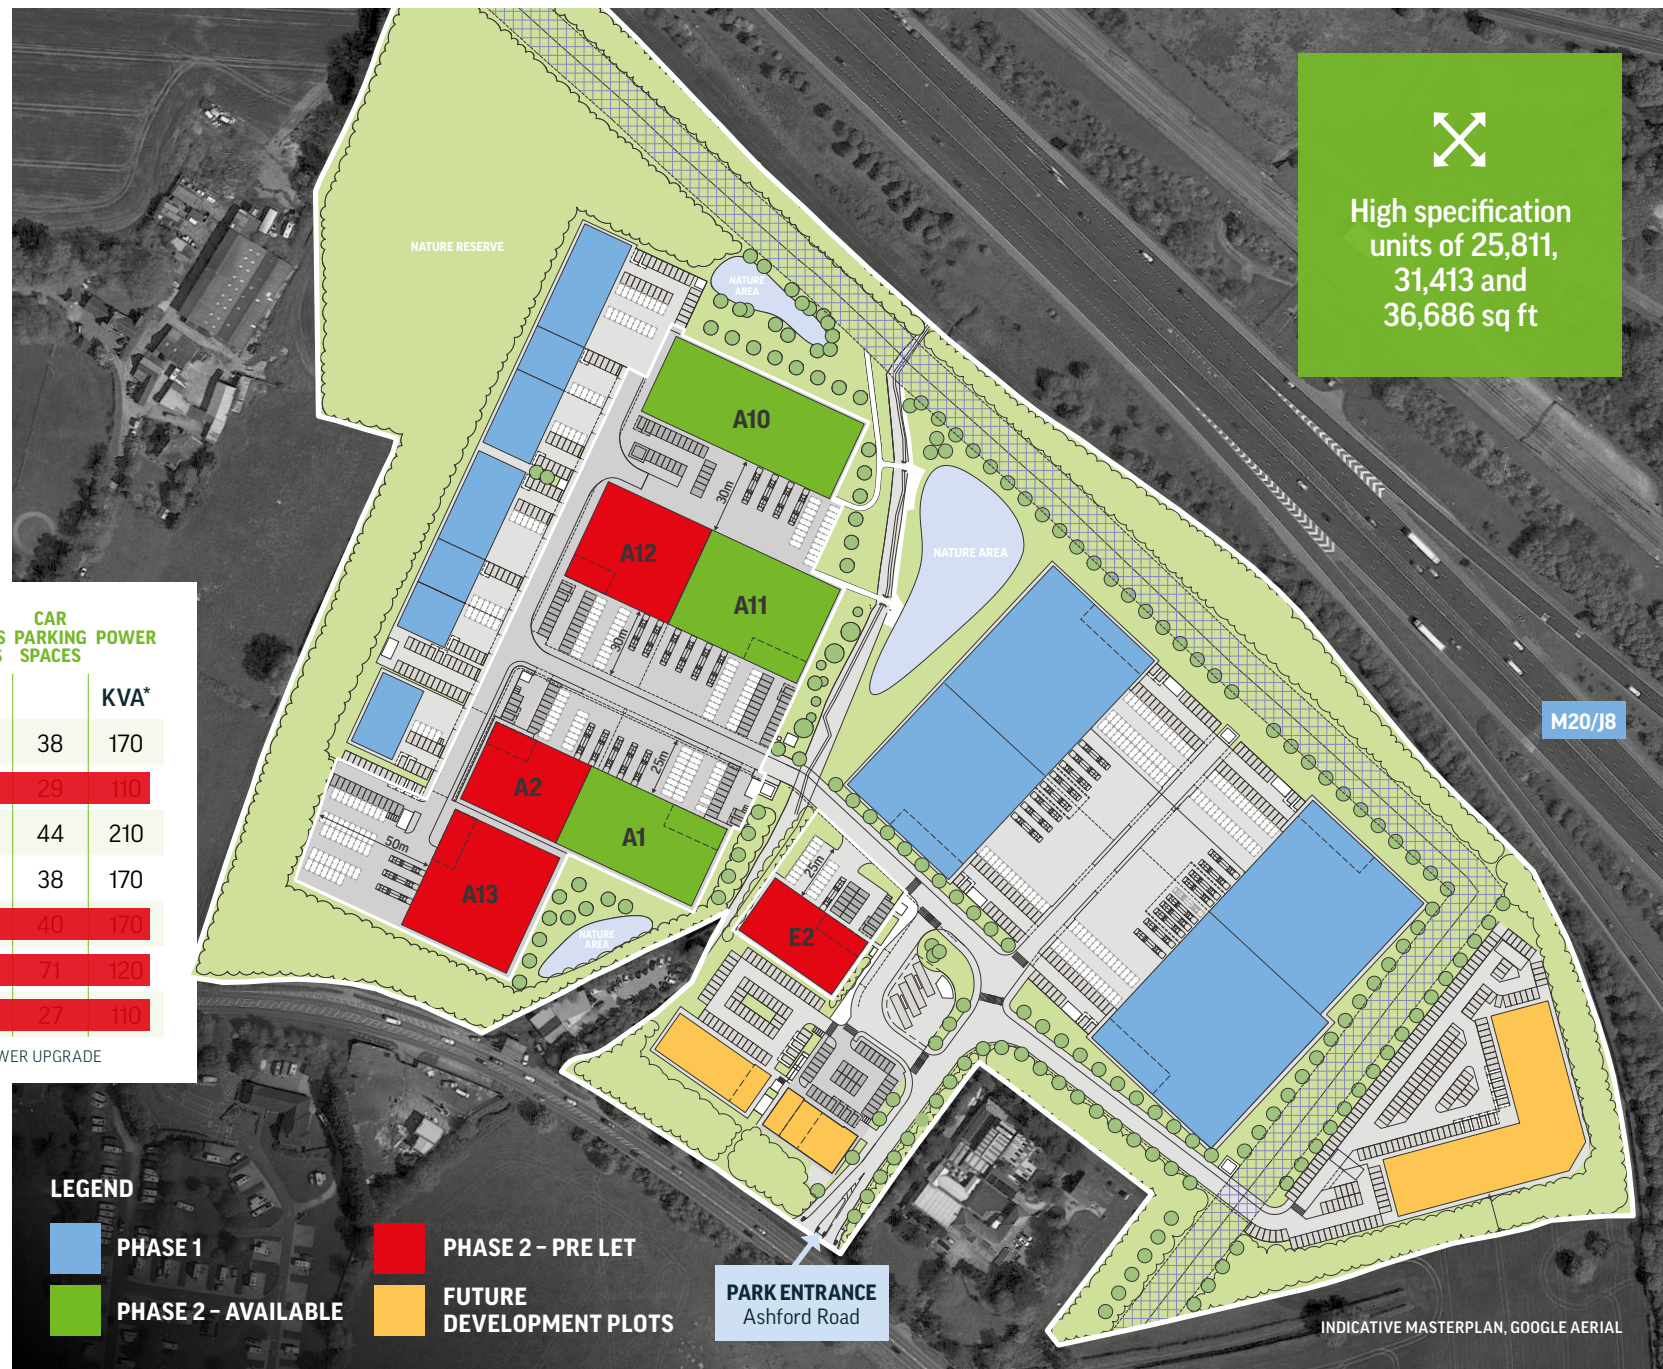 High specification
units of 25,811,
31,413 and
36,686 sq ft
NATURE RESERVE
NATURE
AREA
A10
30m
A12
A11
30m
NATURE AREA
A2
25m
A1
50m
A13
NATURE
AREA
25m
E2
M20/J8
CAR
PARKING
SPACES
POWER
KVA*
38 170
29 110
44 210
38 170
40 170
71 120
27 110
WER UPGRADE
LEGEND
PHASE 1
PHASE 2 – AVAILABLE
PHASE 2 – PRE LET
FUTURE
DEVELOPMENT PLOTS
PARK ENTRANCE
Ashford Road
INDICATIVE MASTERPLAN, GOOGLE AERIAL